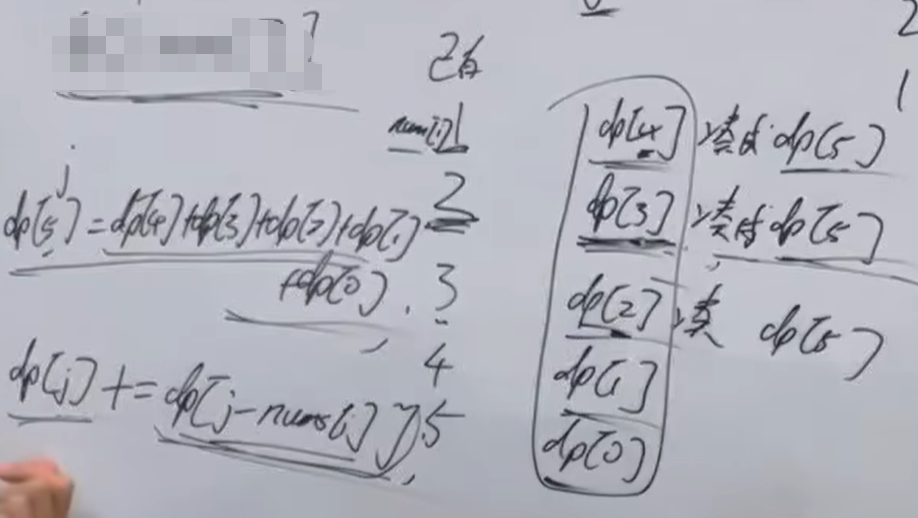 已有
nums[i] 1
dp[4] 凑成 dp[5]
j
dp[5] = dp[4]+dp[3]+dp[2]+dp[1] 2
dp[3] 凑成 dp[5]
+dp[0] . 3
dp[2] 凑 dp[5]
4
dp[j] += dp[j-nums[i]] 5
dp[1]
dp[0]
2
1